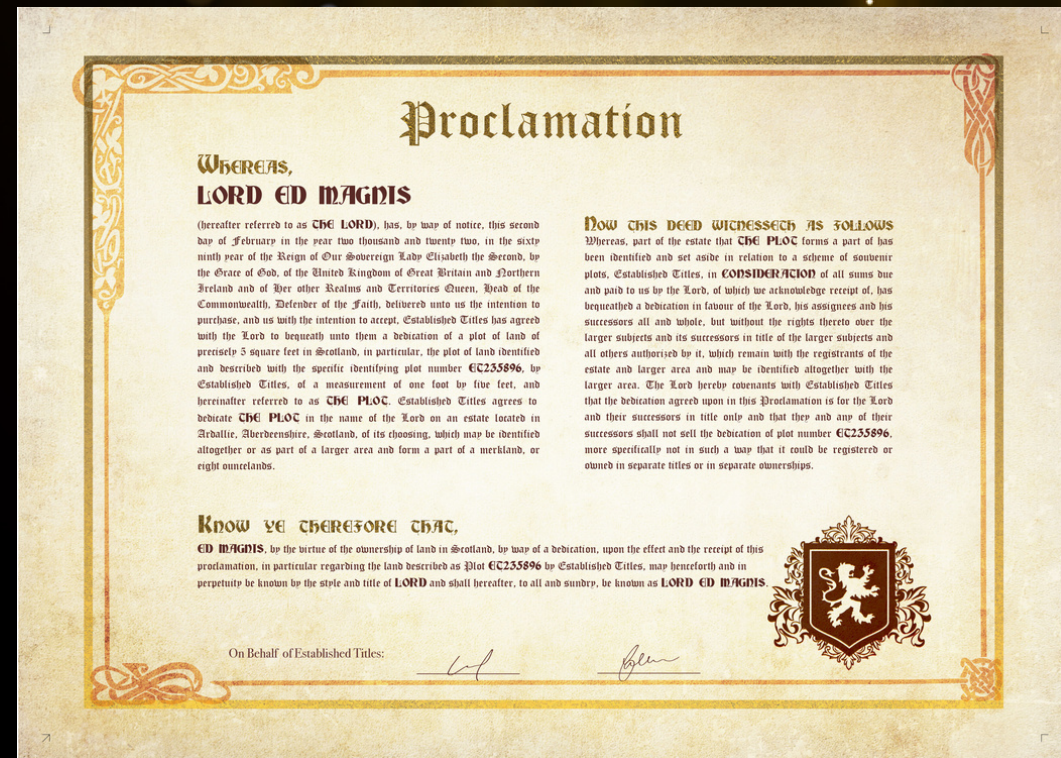 Proclamation
Whereas,
LORD ED MAGNIS
(hereafter referred to as THE LORD), has, by way of notice, this second
day of February in the year two thousand and twenty two, in the sixty
ninth year of the Reign of Our Sovereign Lady Elizabeth the Second, by
the Grace of God, of the United Kingdom of Great Britain and Northern
Ireland and of Her other Realms and Territories Queen, Head of the
Commonwealth, Defender of the Faith, delivered unto us the intention to
purchase, and us with the intention to accept, Established Titles has agreed
with the Lord to bequeath unto them a dedication of a plot of land of
precisely 5 square feet in Scotland, in particular, the plot of land identified
and described with the specific identifying plot number ET235896, by
Established Titles, of a measurement of one foot by five feet, and
hereinafter referred to as THE PLOT. Established Titles agrees to
dedicate THE PLOT in the name of the Lord on an estate located in
Ardallie, Aberdeenshire, Scotland, of its choosing, which may be identified
altogether or as part of a larger area and form a part of a merkland, or
eight ouncelands.
NOW THIS DEED WITNESSETH AS FOLLOWS
Whereas, part of the estate that THE PLOT forms a part of has
been identified and set aside in relation to a scheme of souvenir
plots, Established Titles, in CONSIDERATION of all sums due
and paid to us by the Lord, of which we acknowledge receipt of, has
bequeathed a dedication in favour of the Lord, his assignees and his
successors all and whole, but without the rights thereto over the
larger subjects and its successors in title of the larger subjects and
all others authorized by it, which remain with the registrants of the
estate and larger area and may be identified altogether with the
larger area. The Lord hereby covenants with Established Titles
that the dedication agreed upon in this Proclamation is for the Lord
and their successors in title only and that they and any of their
successors shall not sell the dedication of plot number ET235896,
more specifically not in such a way that it could be registered or
owned in separate titles or in separate ownerships.
KNOW YE THEREFORE THAT,
ED MAGNIS, by the virtue of the ownership of land in Scotland, by way of a dedication, upon the effect and the receipt of this
proclamation, in particular regarding the land described as Plot ET235896 by Established Titles, may henceforth and in
perpetuity be known by the style and title of LORD and shall hereafter, to all and sundry, be known as LORD ED MAGNIS.
On Behalf of Established Titles: